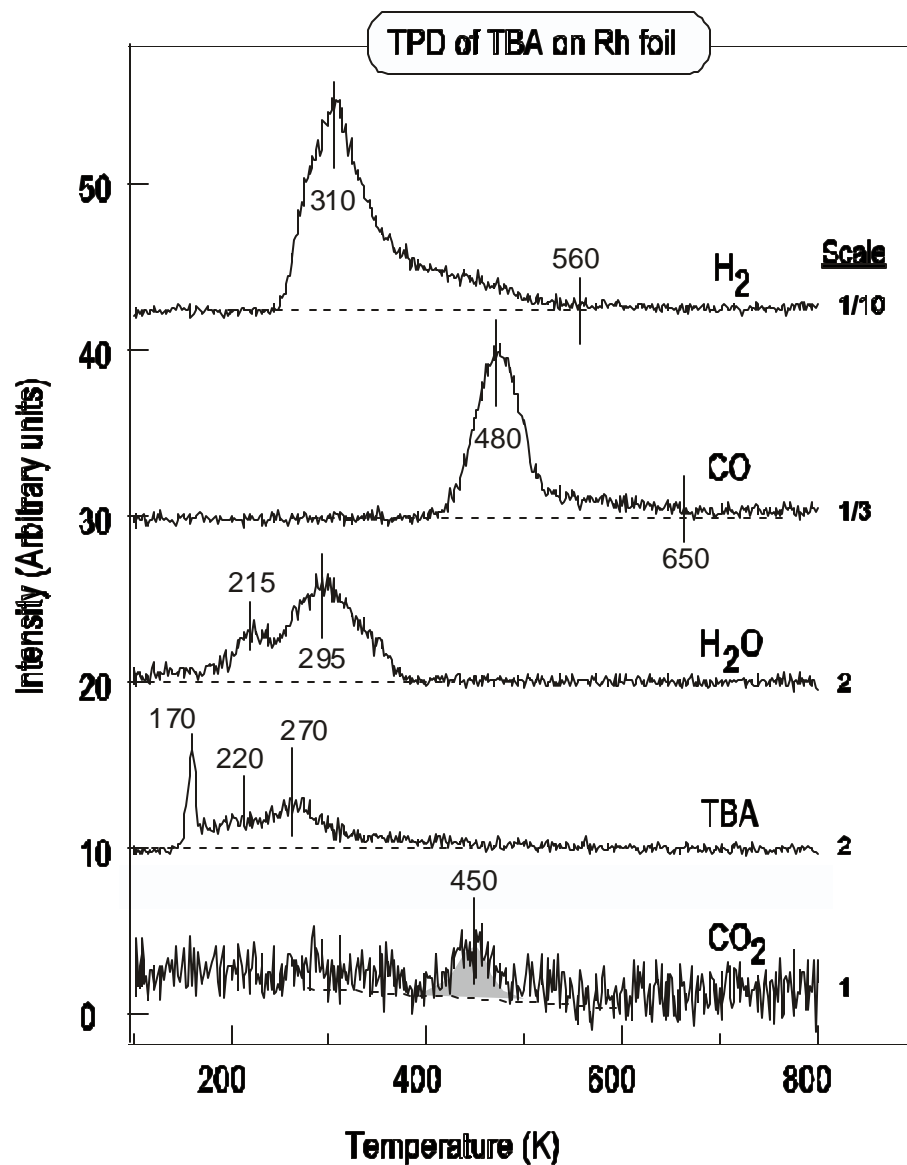 TPD of TBA on Rh foil
50
310
560
H2
Scale
1/10
40
480
CO
30
1/3
650
215
295
H2O
20
2
170
220
270
TBA
10
2
450
CO2
0
1
200 400 600 800
Temperature (K)
Intensity (Arbitrary units)